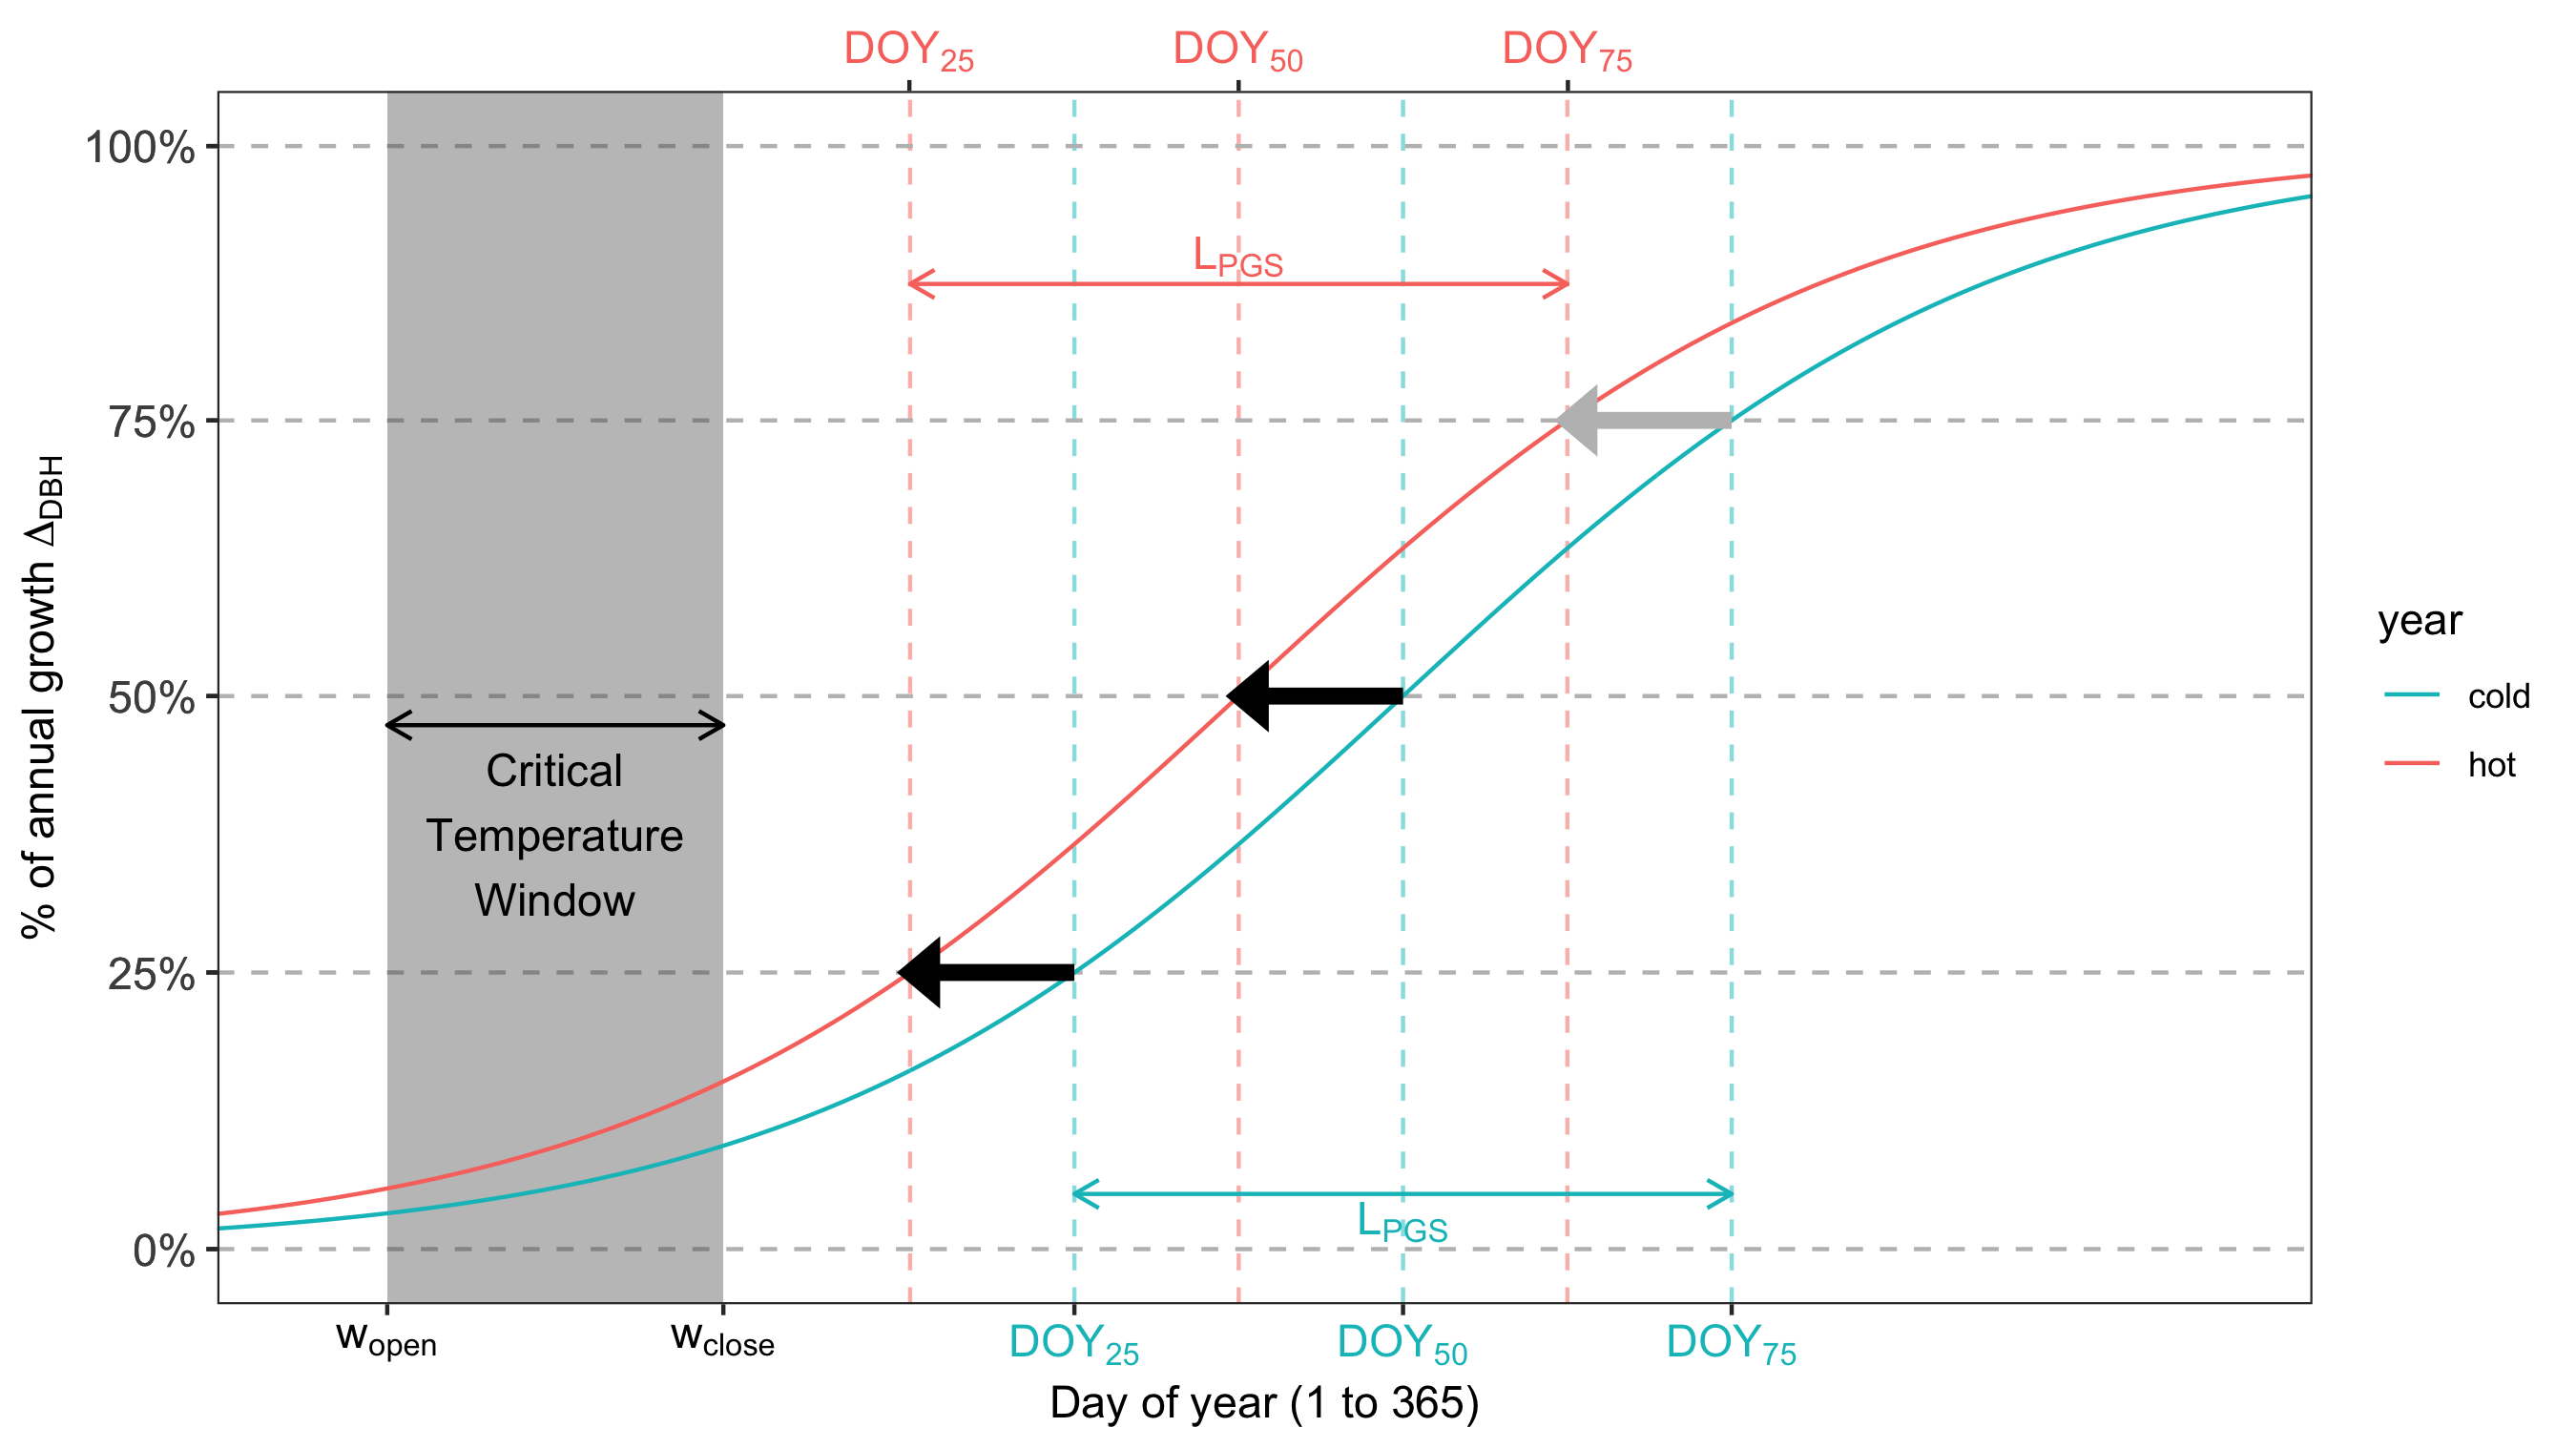 DOY25 DOY50 DOY75
100%
75%
50%
25%
0%
% of annual growth ΔDBH
LPGS
Critical
Temperature
Window
LPGS
year
cold
hot
wopen wclose DOY25 DOY50 DOY75
Day of year (1 to 365)